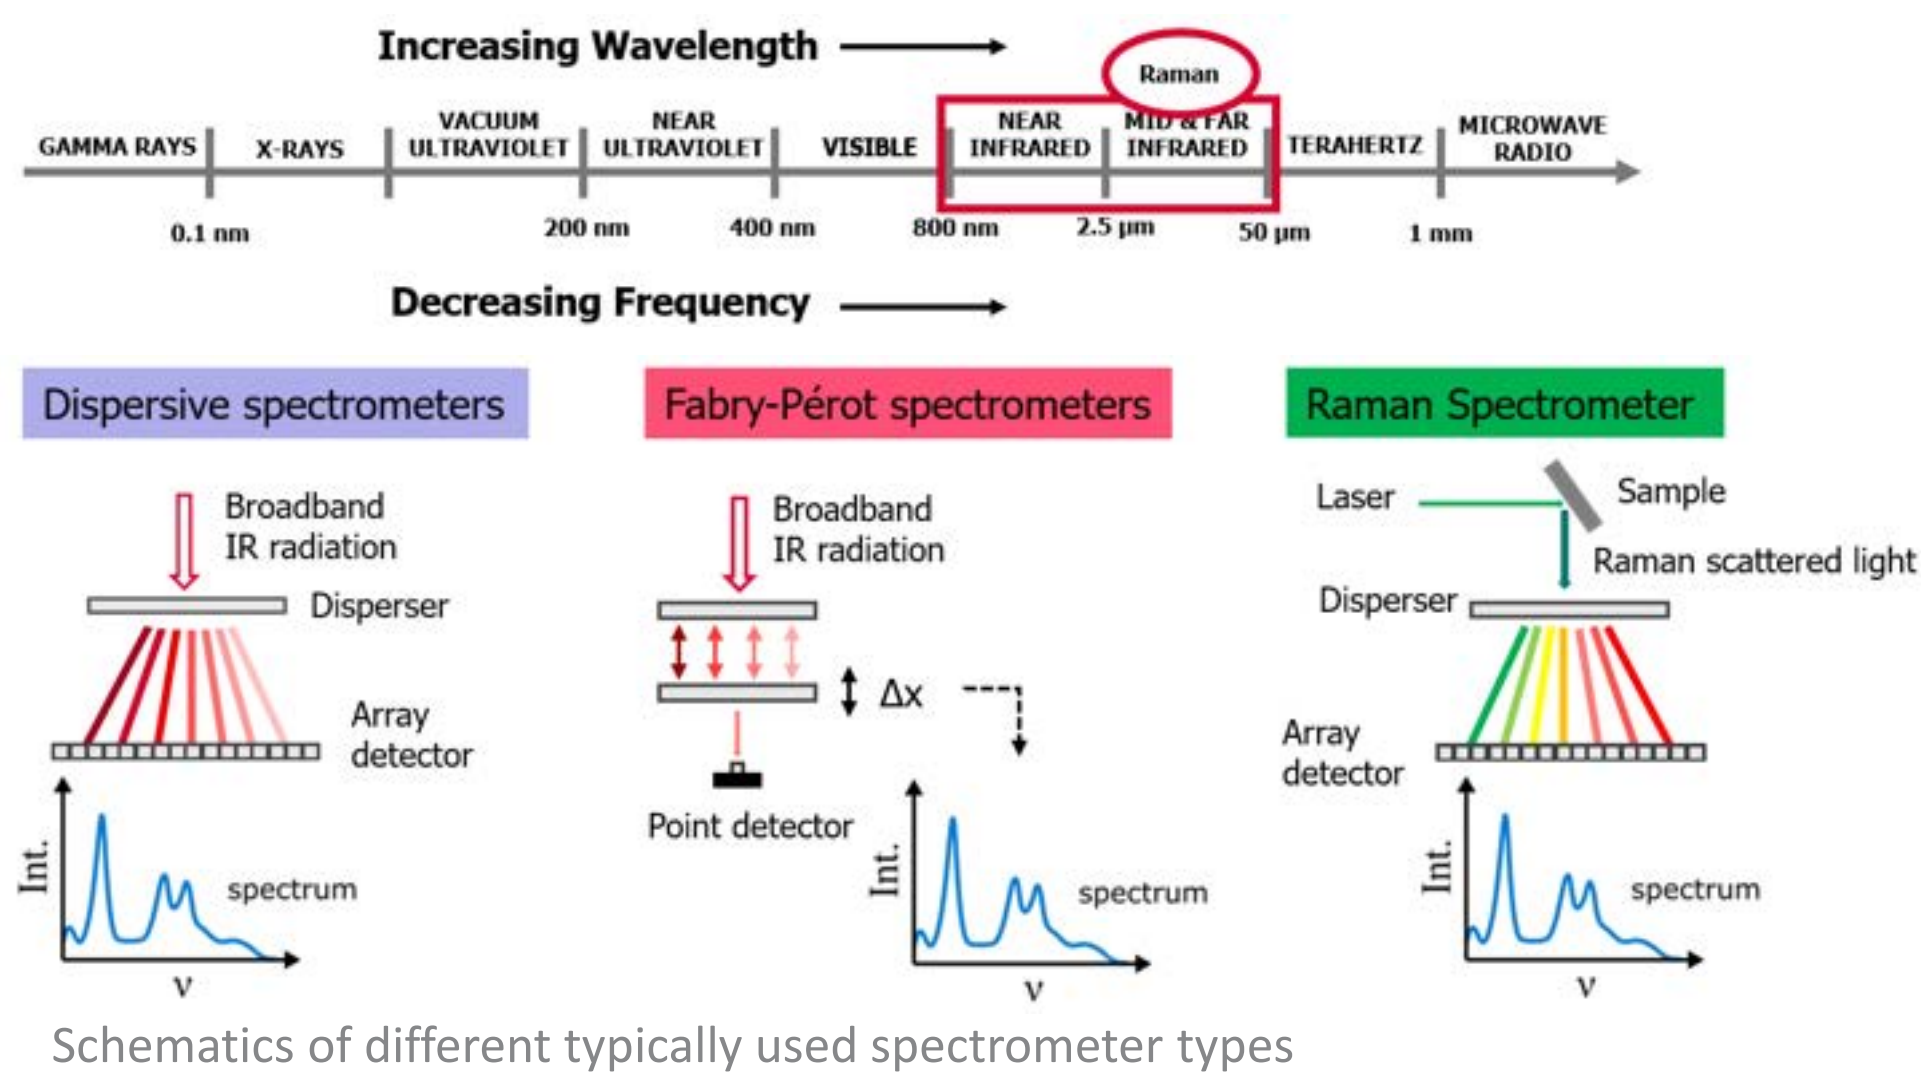 Increasing Wavelength
Raman
GAMMA RAYS
X-RAYS
VACUUM
ULTRAVIOLET
NEAR
ULTRAVIOLET
VISIBLE
NEAR
INFRARED
MID & FAR
INFRARED
TERAHERTZ
MICROWAVE
RADIO
0.1 nm
200 nm
400 nm
800 nm
2.5 µm
50 µm
1 mm
Decreasing Frequency
Dispersive spectrometers
Broadband
IR radiation
Disperser
Array
detector
Int.
spectrum
ν
Fabry-Pérot spectrometers
Broadband
IR radiation
Δx
Point detector
Int.
spectrum
ν
Raman Spectrometer
Laser
Sample
Raman scattered light
Disperser
Array
detector
Int.
spectrum
ν
Schematics of different typically used spectrometer types